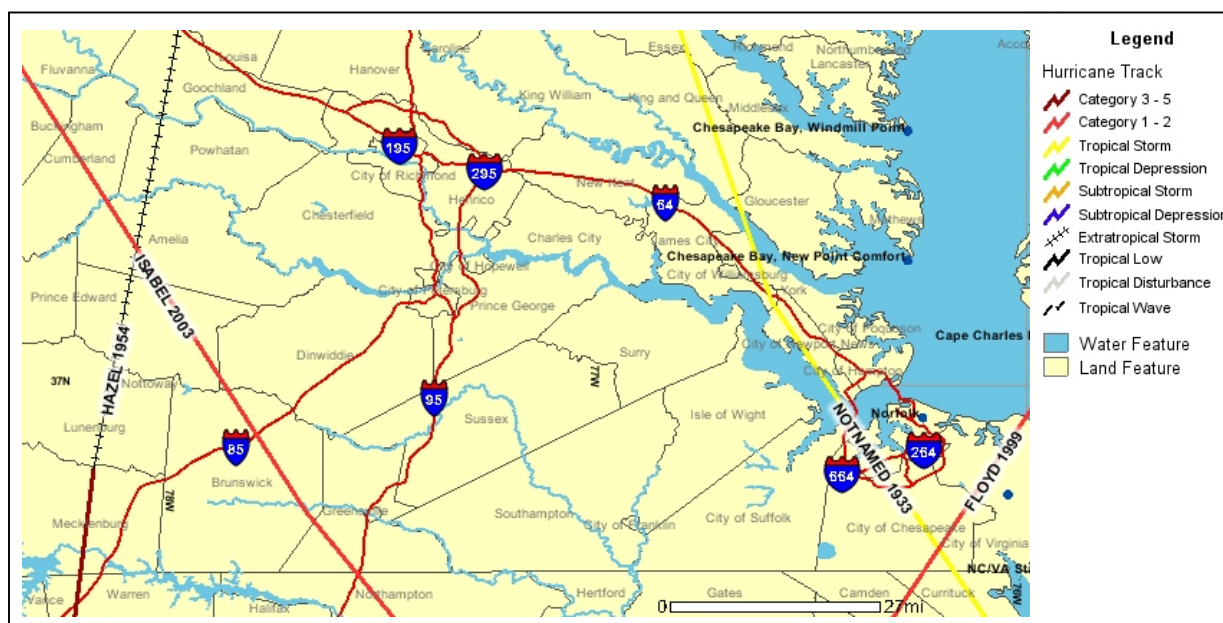 Louisa
Caroline
Essex
Richmond
Northumberland
Lancaster
Acco
Fluvanna
Goochland
Hanover
King William
King and Queen
Middlesex
Buckingham
Cumberland
Powhatan
195
City of Richmond
295
Henrico
Chesapeake Bay, Windmill Point
New Kent
64
Gloucester
Mathews
Chesterfield
Amelia
Charles City
James City
Chesapeake Bay, New Point Comfort
City of Williamsburg
City of Hopewell
City of Petersburg
Prince George
York
Prince Edward
ISABEL 2003
City of Poquoson
City of Newport News
Cape Charles
Dinwiddie
Surry
City of Hampton
37N
Nottoway
HAZEL 1954
77W
95
Sussex
Isle of Wight
Norfolk
NOTNAMED 1933
Lunenburg
85
264
664
FLOYD 1999
Brunswick
78W
Greensville
Southampton
City of Franklin
City of Suffolk
Mecklenburg
City of Chesapeake
City of Virginia
NC/VA Sta
76W
Vance
Warren
Halifax
Northampton
Hertford
Gates
Camden
Currituck
0
27mi
Legend
Hurricane Track
Category 3 - 5
Category 1 - 2
Tropical Storm
Tropical Depression
Subtropical Storm
Subtropical Depression
Extratropical Storm
Tropical Low
Tropical Disturbance
Tropical Wave
Water Feature
Land Feature